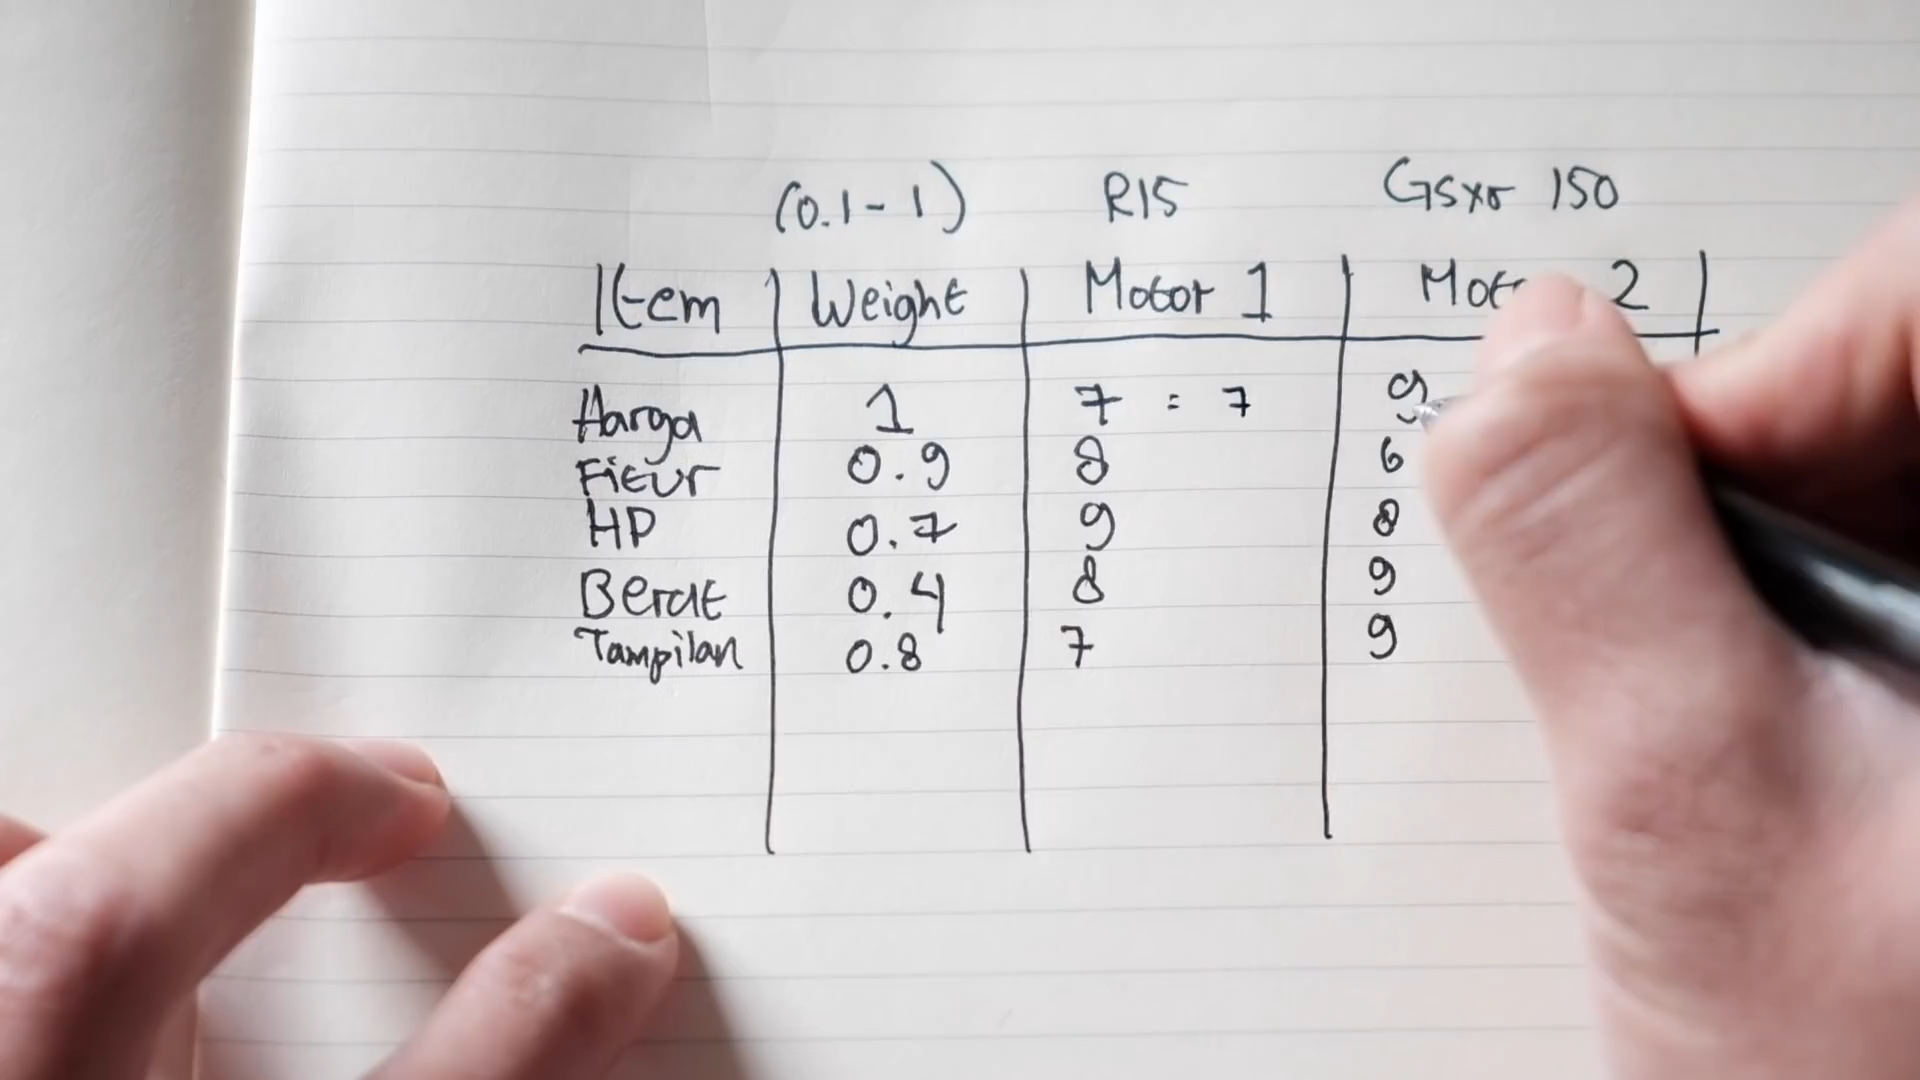 (0.1-1) R15 Gsxr 150
Item Weight Motor 1 2
Harga 1 7 = 7 9
Fitur 0.9 8 6
HP 0.7 9 8
Berat 0.4 8 9
Tampilan 0.8 7 9